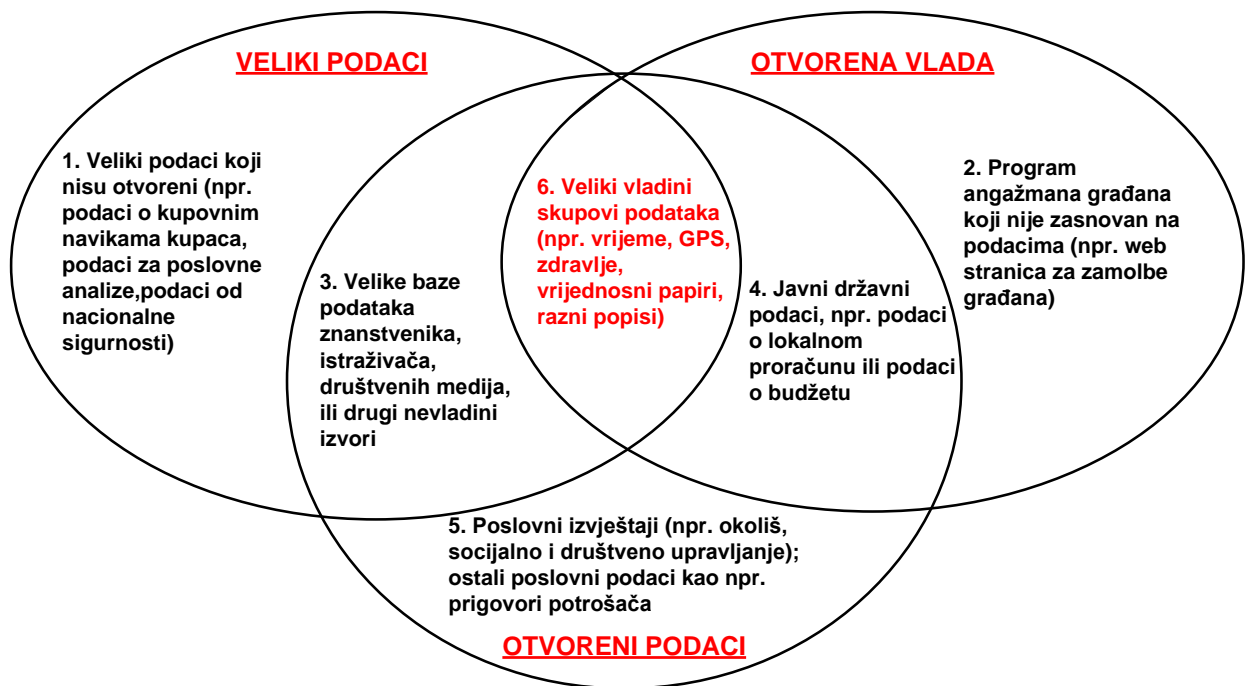 VELIKI PODACI
OTVORENA VLADA
1. Veliki podaci koji
nisu otvoreni (npr.
podaci o kupovnim
navikama kupaca,
podaci za poslovne
analize,podaci od
nacionalne
sigurnosti)
2. Program
angažmana građana
koji nije zasnovan na
podacima (npr. web
stranica za zamolbe
građana)
6. Veliki vladini
skupovi podataka
(npr. vrijeme, GPS,
zdravlje,
vrijednosni papiri,
razni popisi)
3. Velike baze
podataka
znanstvenika,
istraživača,
društvenih medija,
ili drugi nevladini
izvori
4. Javni državni
podaci, npr. podaci
o lokalnom
proračunu ili podaci
o budžetu
5. Poslovni izvještaji (npr. okoliš,
socijalno i društveno upravljanje);
ostali poslovni podaci kao npr.
prigovori potrošača
OTVORENI PODACI